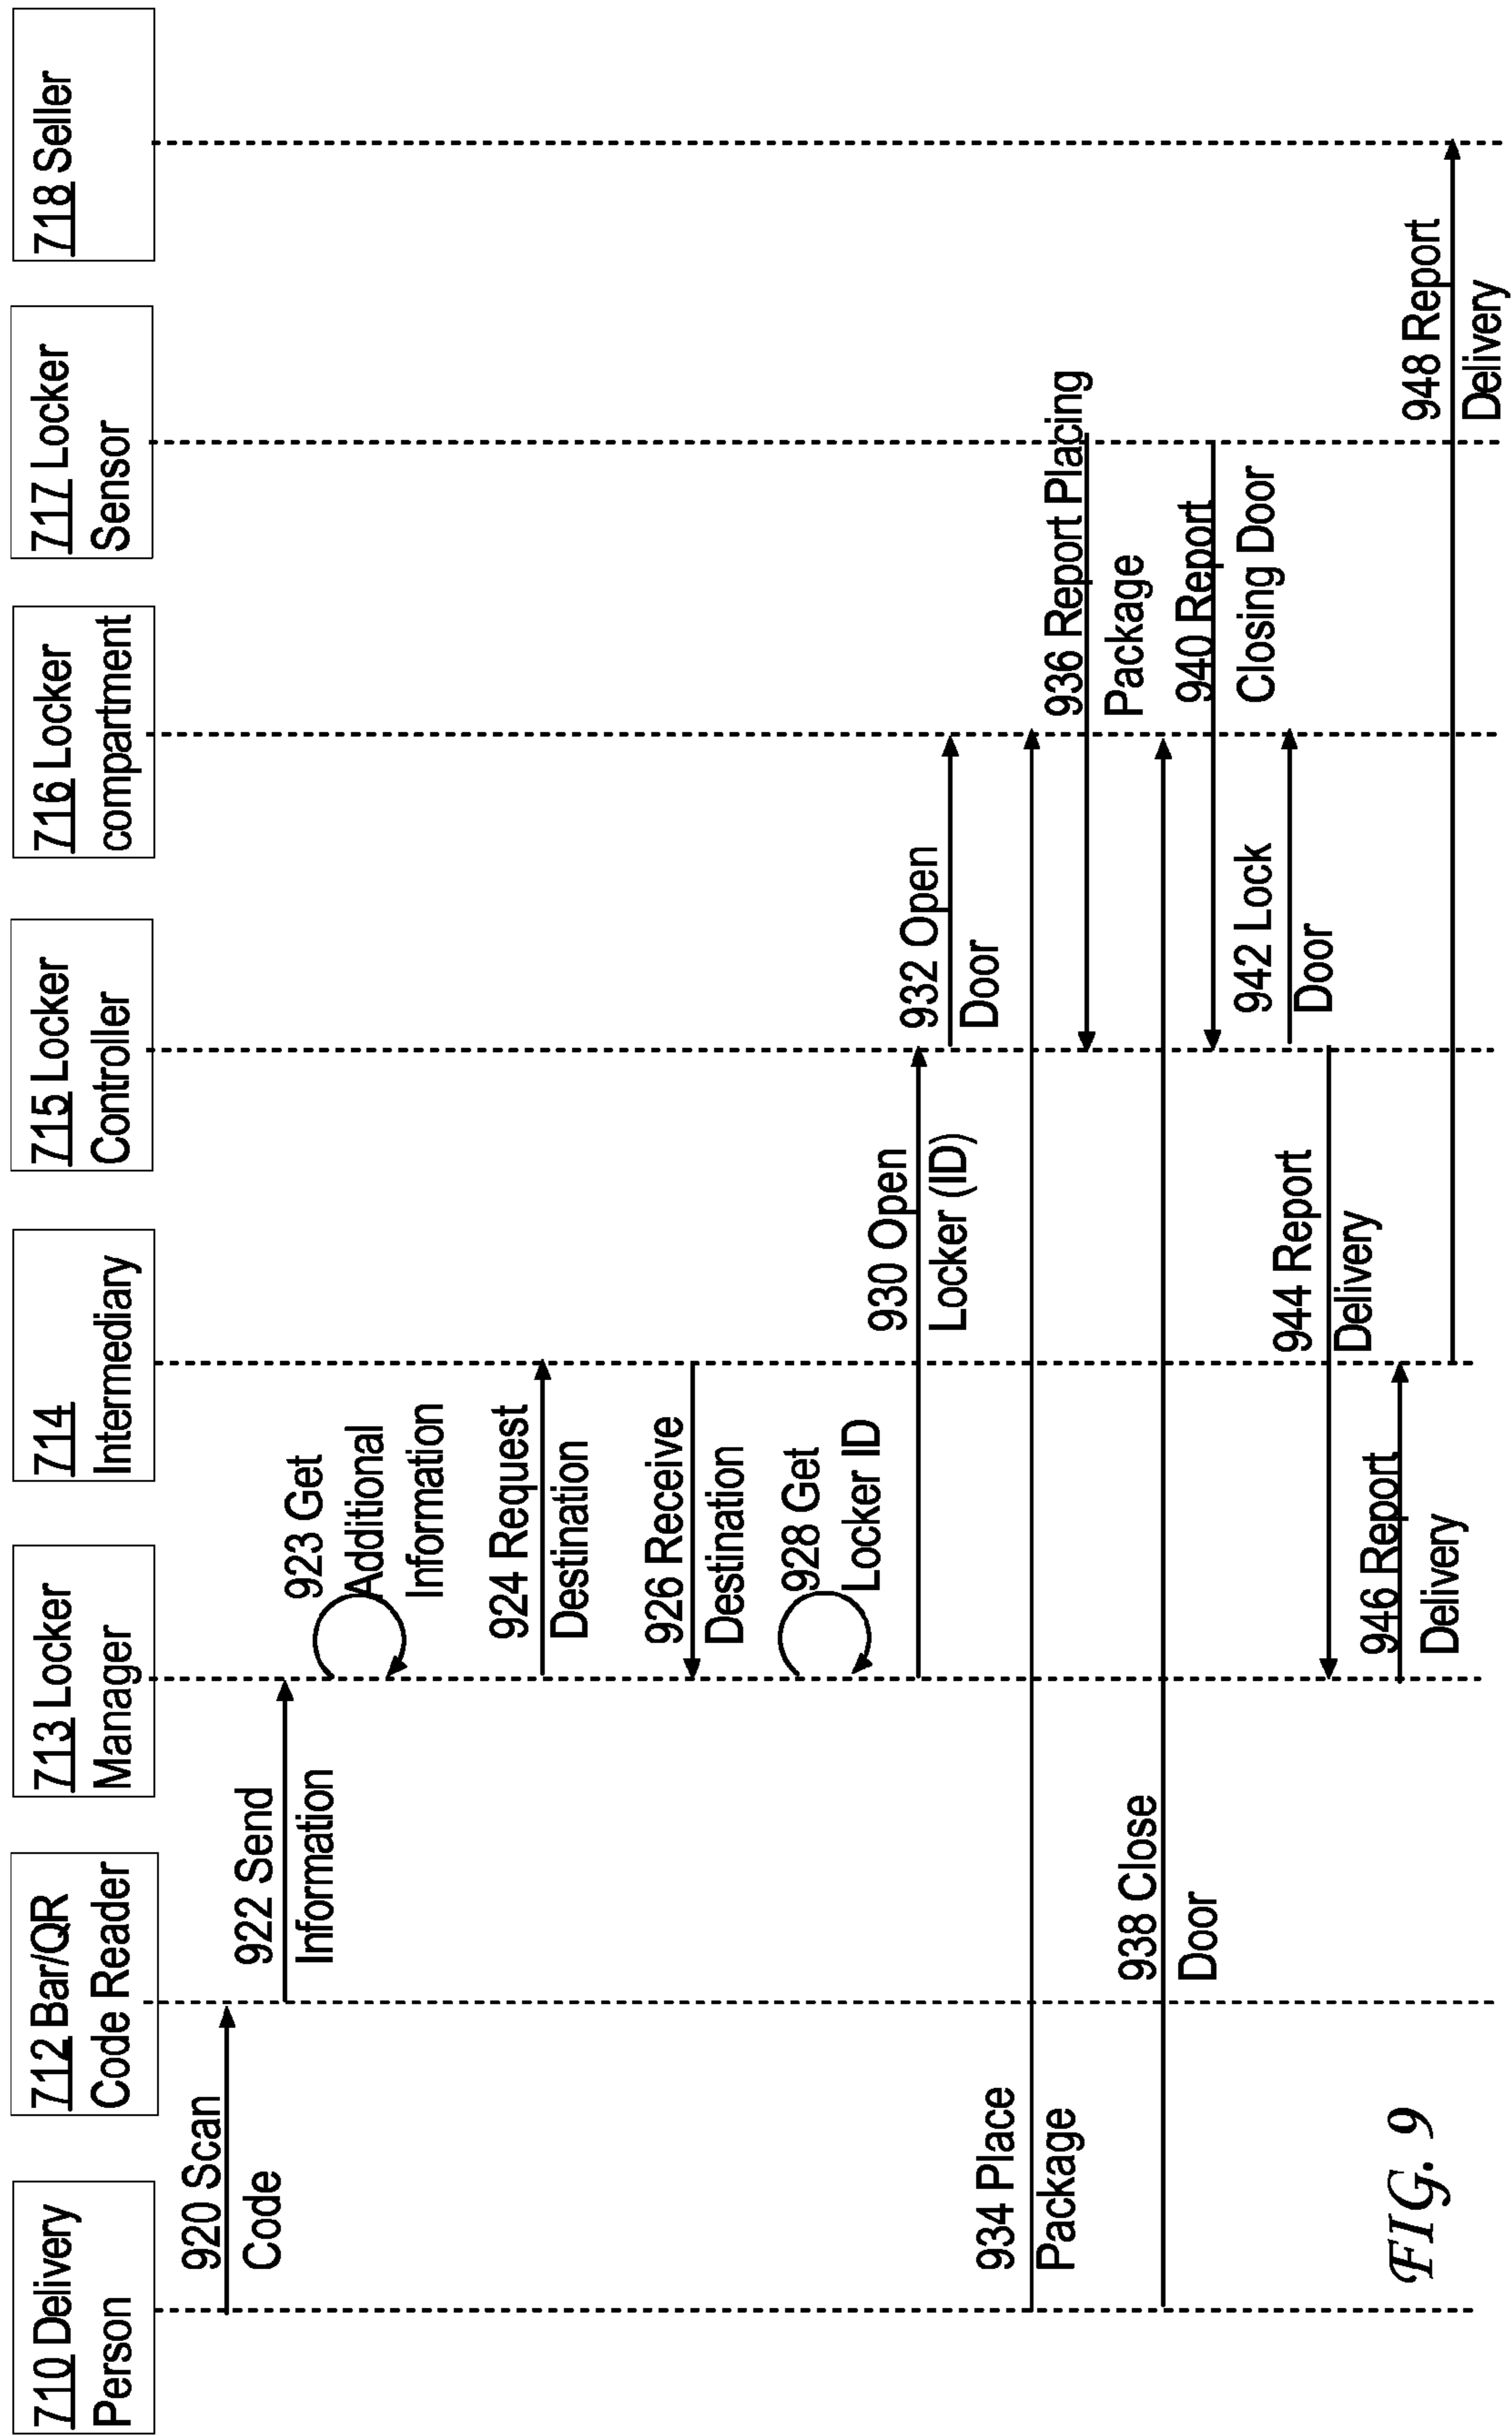 710 Delivery
Person
712 Bar/QR
Code Reader
713 Locker
Manager
714
Intermediary
715 Locker
Controller
716 Locker
compartment
717 Locker
Sensor
718 Seller
920 Scan
Code
922 Send
Information
923 Get
Additional
Information
924 Request
Destination
926 Receive
Destination
928 Get
Locker ID
930 Open
Locker (ID)
932 Open
Door
934 Place
Package
936 Report Placing
Package
938 Close
Door
940 Report
Closing Door
942 Lock
Door
944 Report
Delivery
946 Report
Delivery
948 Report
Delivery
FIG. 9